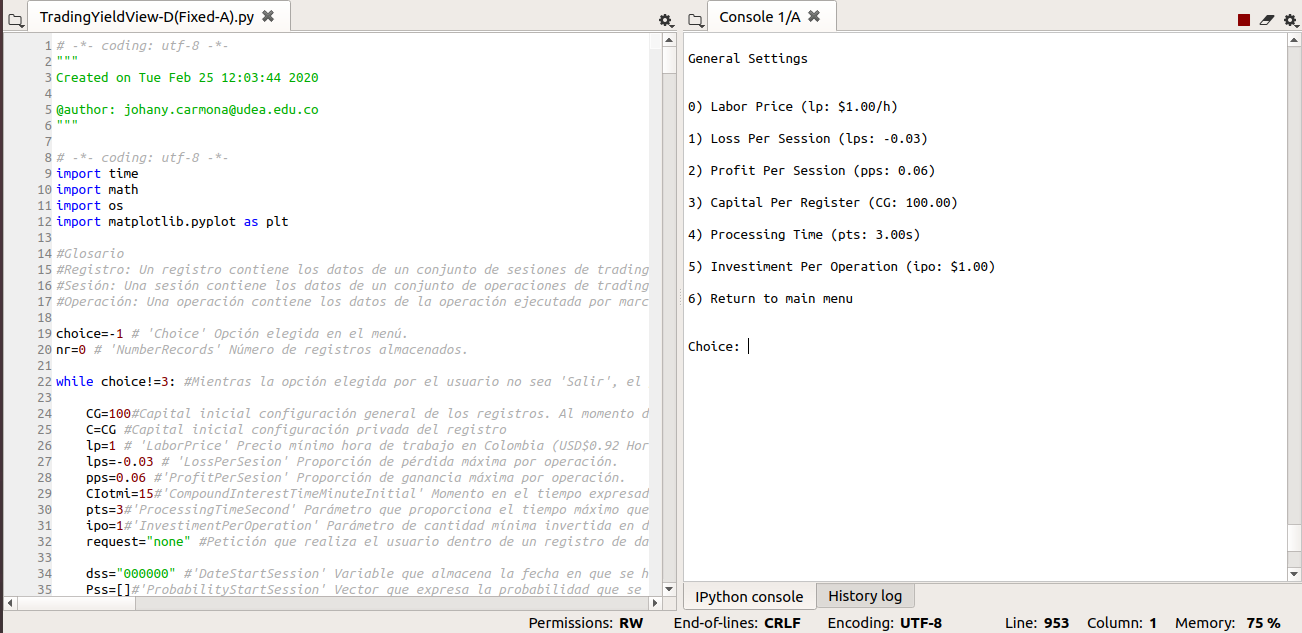 TradingYieldView-D(Fixed-A).py
1 # -*- coding: utf-8 -*-
2 """
3 Created on Tue Feb 25 12:03:44 2020
4
5 @author: johany.carmona@udea.edu.co
6 """
7
8 # -*- coding: utf-8 -*-
9 import time
10 import math
11 import os
12 import matplotlib.pyplot as plt
13
14 #Glosario
15 #Registro: Un registro contiene los datos de un conjunto de sesiones de trading
16 #Sesión: Una sesión contiene los datos de un conjunto de operaciones de trading
17 #Operación: Una operación contiene los datos de la operación ejecutada por marc
18
19 choice=-1 # 'Choice' Opción elegida en el menú.
20 nr=0 # 'NumberRecords' Número de registros almacenados.
21
22 while choice!=3: #Mientras la opción elegida por el usuario no sea 'Salir', el
23
24 CG=100#Capital inicial configuración general de los registros. Al momento d
25 C=CG #Capital inicial configuración privada del registro
26 lp=1 # 'LaborPrice' Precio minimo hora de trabajo en Colombia (USD$0.92 Hor
27 lps=-0.03 # 'LossPerSesion' Proporción de pérdida máxima por operación.
28 pps=0.06 #'ProfitPerSesion' Proporción de ganancia máxima por operación.
29 CIotmi=15#'CompoundInterestTimeMinuteInitial' Momento en el tiempo expresad
30 pts=3#'ProcessingTimeSecond' Parámetro que proporciona el tiempo máximo que
31 ipo=1#'InvestimentPerOperation' Parámetro de cantidad minima invertida en d
32 request="none" #Petición que realiza el usuario dentro de un registro de da
33
34 dss="000000" #'DateStartSession' Variable que almacena la fecha en que se h
35 Pss=[]#'ProbabilityStartSession' Vector que expresa la probabilidad que se
Console 1/A
General Settings
0) Labor Price (lp: $1.00/h)
1) Loss Per Session (lps: -0.03)
2) Profit Per Session (pps: 0.06)
3) Capital Per Register (CG: 100.00)
4) Processing Time (pts: 3.00s)
5) Investiment Per Operation (ipo: $1.00)
6) Return to main menu
Choice:
IPython console History log
Permissions: RW End-of-lines: CRLF Encoding: UTF-8 Line: 953 Column: 1 Memory: 75 %